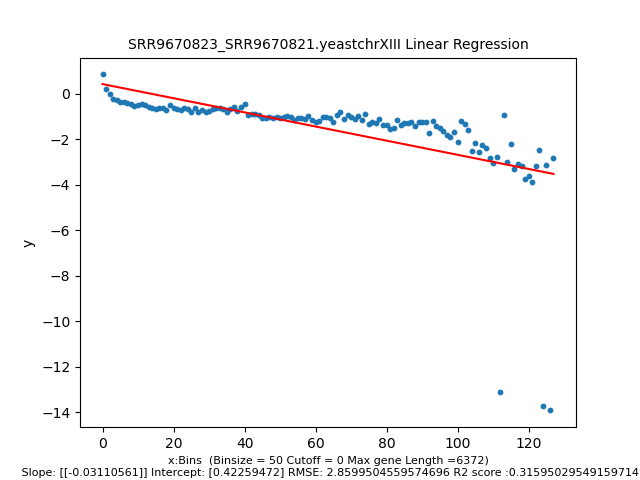 SRR9670823_SRR9670821.yeastchrXIII Linear Regression
0
−2
−4
−6
−8
−10
−12
−14
y
0 20 40 60 80 100 120
x:Bins (Binsize = 50 Cutoff = 0 Max gene Length =6372)
Slope: [[-0.03110561]] Intercept: [0.42259472] RMSE: 2.8599504559574696 R2 score :0.31595029549159714